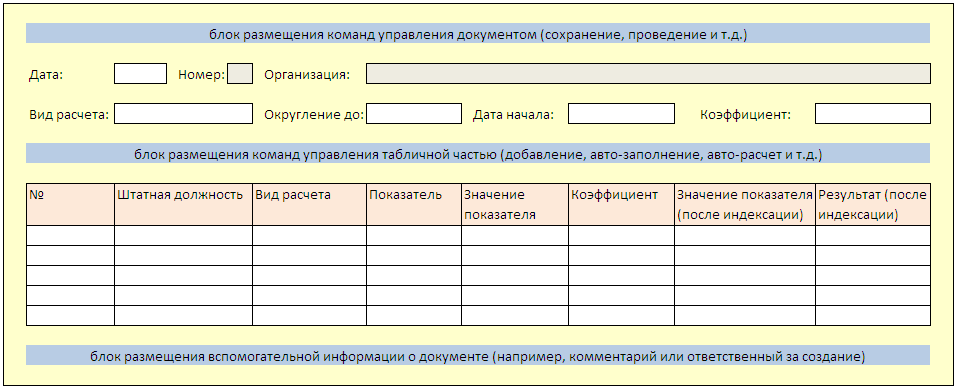 блок размещения команд управления документом (сохранение, проведение и т.д.)
Дата: Номер: Организация:
Вид расчета: Округление до: Дата начала: Коэффициент:
блок размещения команд управления табличной частью (добавление, авто-заполнение, авто-расчет и т.д.)
№ Штатная должность Вид расчета Показатель Значение Коэффициент Значение показателя Результат (после
показателя (после индексации) индексации)
блок размещения вспомогательной информации о документе (например, комментарий или ответственный за создание)